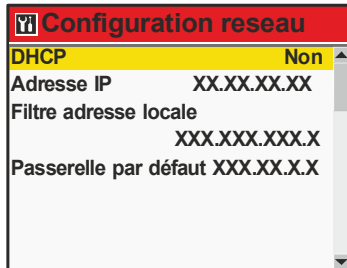 Configuration reseau
DHCP Non
Adresse IP XX.XX.XX.XX
Filtre adresse locale
XXX.XXX.XXX.X
Passerelle par défaut XXX.XX.X.X